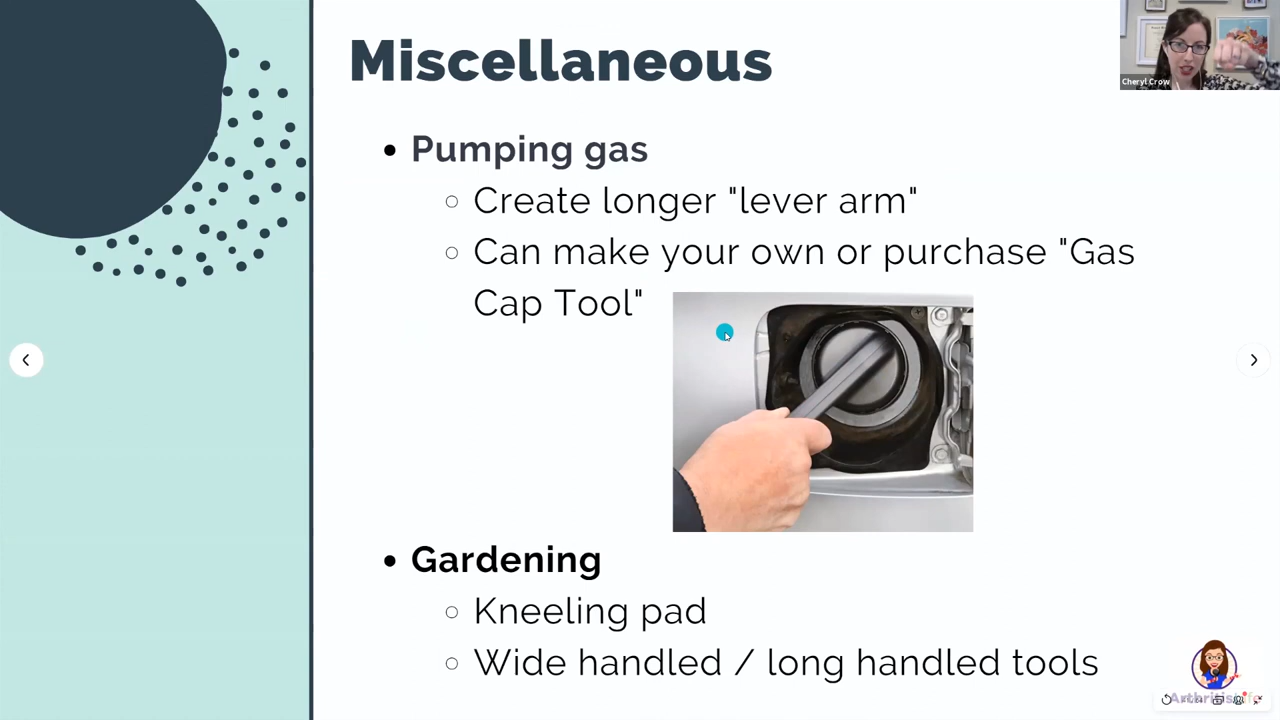 Miscellaneous
Cheryl Crow
Pumping gas
Create longer "lever arm"
Can make your own or purchase "Gas
Cap Tool"
Gardening
Kneeling pad
Wide handled / long handled tools